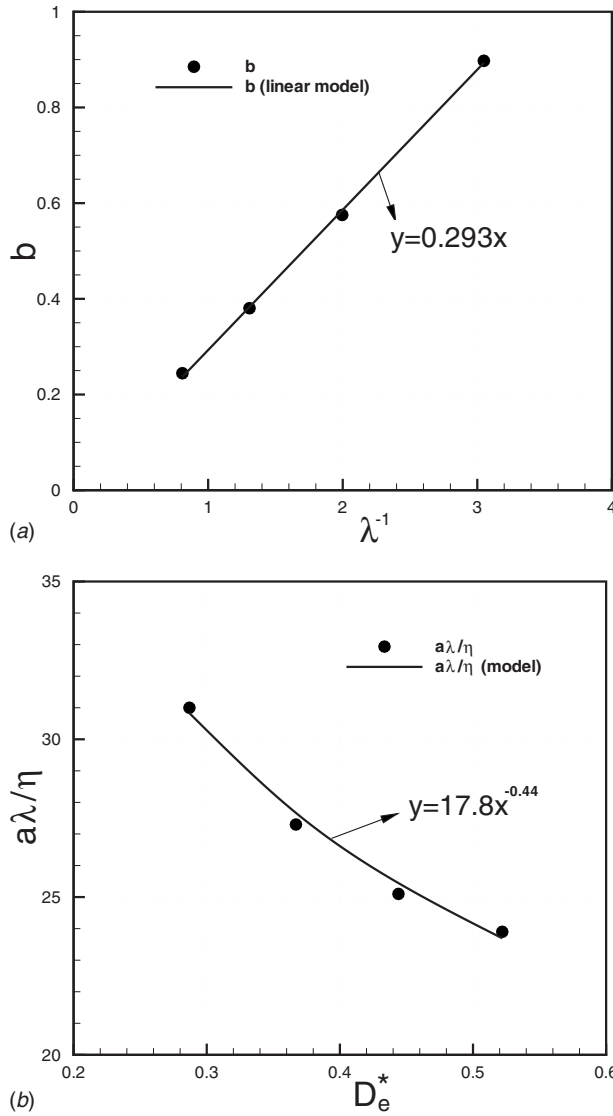 1
0.8
0.6
0.4
0.2
0
b
b
b (linear model)
y=0.293x
0
1
2
3
4
λ⁻¹
(a)
35
30
25
20
aλ/η
aλ/η
aλ/η (model)
y=17.8x⁻⁰·⁴⁴
0.2
0.3
0.4
0.5
0.6
Dₑ*
(b)